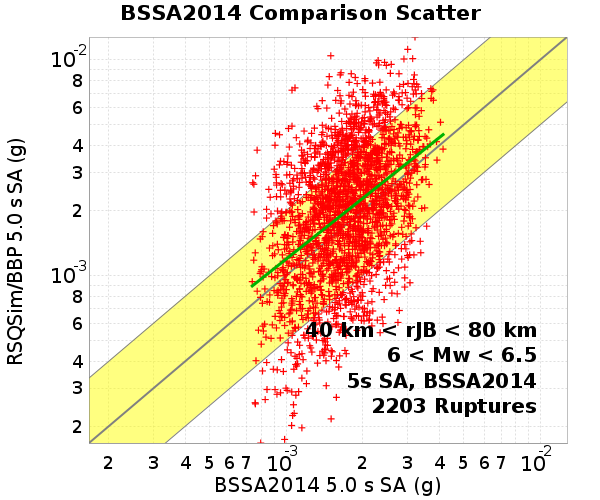 BSSA2014 Comparison Scatter
RSQSim/BBP 5.0 s SA (g)
10⁻²
8
6
4
3
2
10⁻³
8
6
4
3
2
40 km < rJB < 80 km
6 < Mw < 6.5
5s SA, BSSA2014
2203 Ruptures
2 3 4 5 6 7 10⁻³ 2 3 4 5 6 7 10⁻²
BSSA2014 5.0 s SA (g)